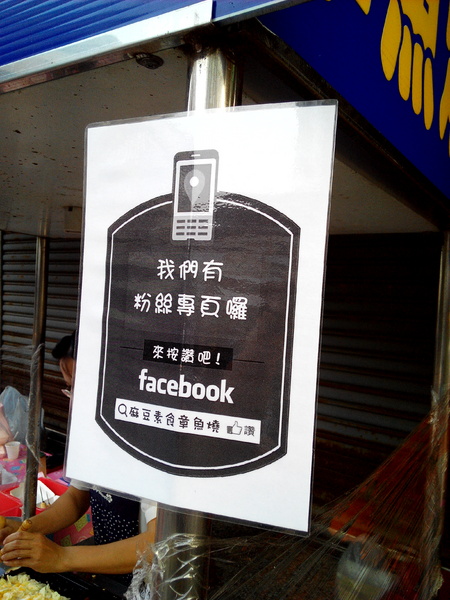 我們有
粉絲專頁囉
來按讚吧！
facebook
麻豆素食章魚燒 讚